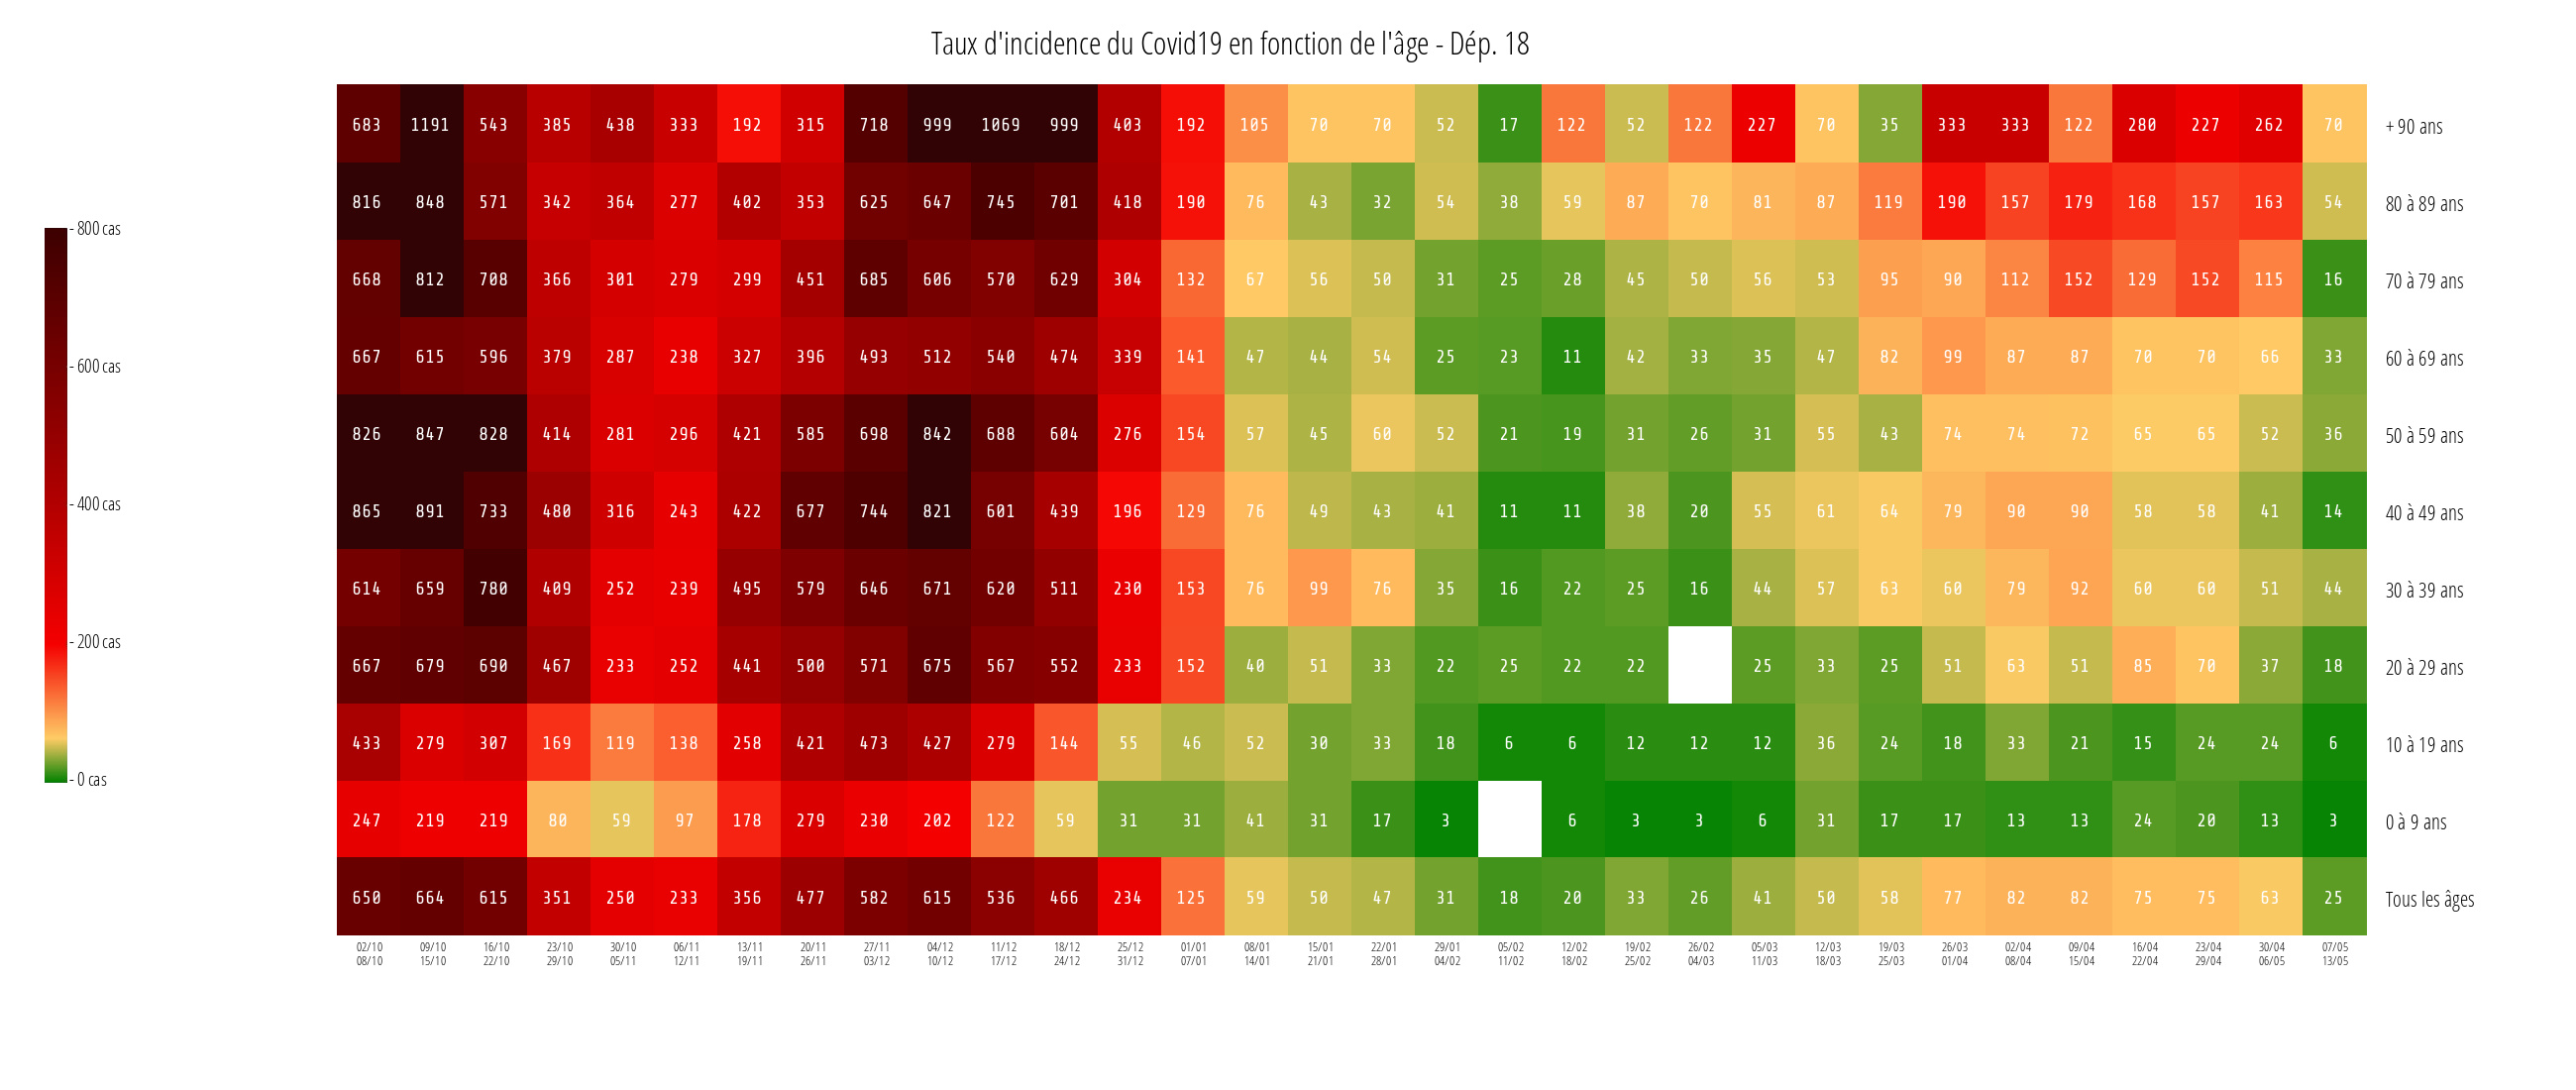 Taux d'incidence du Covid19 en fonction de l'âge - Dép. 18
- 800 cas
- 600 cas
- 400 cas
- 200 cas
- 0 cas
683 1191 543 385 438 333 192 315 718 999 1069 999 403 192 105 70 70 52 17 122 52 122 227 70 35 333 333 122 280 227 262 70 + 90 ans
816 848 571 342 364 277 402 353 625 647 745 701 418 190 76 43 32 54 38 59 87 70 81 87 119 190 157 179 168 157 163 54 80 à 89 ans
668 812 708 366 301 279 299 451 685 606 570 629 304 132 67 56 50 31 25 28 45 50 56 53 95 90 112 152 129 152 115 16 70 à 79 ans
667 615 596 379 287 238 327 396 493 512 540 474 339 141 47 44 54 25 23 11 42 33 35 47 82 99 87 87 70 70 66 33 60 à 69 ans
826 847 828 414 281 296 421 585 698 842 688 604 276 154 57 45 60 52 21 19 31 26 31 55 43 74 74 72 65 65 52 36 50 à 59 ans
865 891 733 480 316 243 422 677 744 821 601 439 196 129 76 49 43 41 11 11 38 20 55 61 64 79 90 90 58 58 41 14 40 à 49 ans
614 659 780 409 252 239 495 579 646 671 620 511 230 153 76 99 76 35 16 22 25 16 44 57 63 60 79 92 60 60 51 44 30 à 39 ans
667 679 690 467 233 252 441 500 571 675 567 552 233 152 40 51 33 22 25 22 22 25 33 25 51 63 51 85 70 37 18 20 à 29 ans
433 279 307 169 119 138 258 421 473 427 279 144 55 46 52 30 33 18 6 6 12 12 12 36 24 18 33 21 15 24 24 6 10 à 19 ans
247 219 219 80 59 97 178 279 230 202 122 59 31 31 41 31 17 3 6 3 3 6 31 17 17 13 13 24 20 13 3 0 à 9 ans
650 664 615 351 250 233 356 477 582 615 536 466 234 125 59 50 47 31 18 20 33 26 41 50 58 77 82 82 75 75 63 25 Tous les âges
02/10 09/10 16/10 23/10 30/10 06/11 13/11 20/11 27/11 04/12 11/12 18/12 25/12 01/01 08/01 15/01 22/01 29/01 05/02 12/02 19/02 26/02 05/03 12/03 19/03 26/03 02/04 09/04 16/04 23/04 30/04 07/05
08/10 15/10 22/10 29/10 05/11 12/11 19/11 26/11 03/12 10/12 17/12 24/12 31/12 07/01 14/01 21/01 28/01 04/02 11/02 18/02 25/02 04/03 11/03 18/03 25/03 01/04 08/04 15/04 22/04 29/04 06/05 13/05